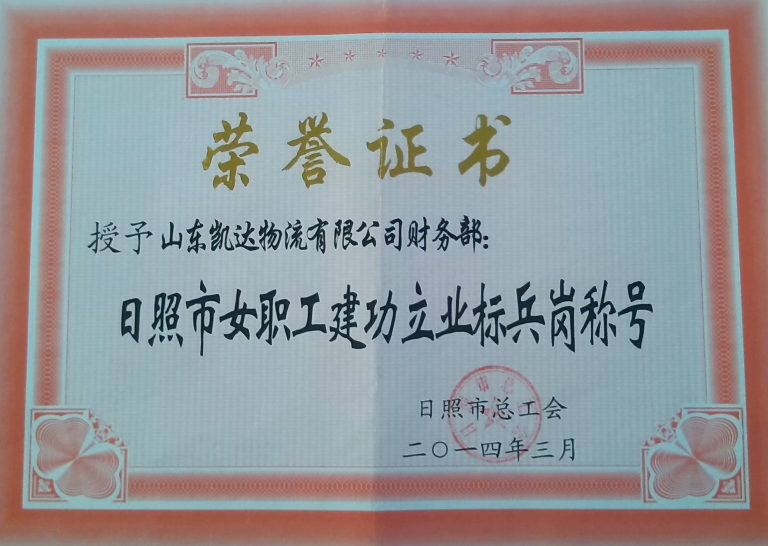 荣誉证书
授予山东凯达物流有限公司财务部：
日照市女职工建功立业标兵岗称号
日照市总工会
二〇一四年三月